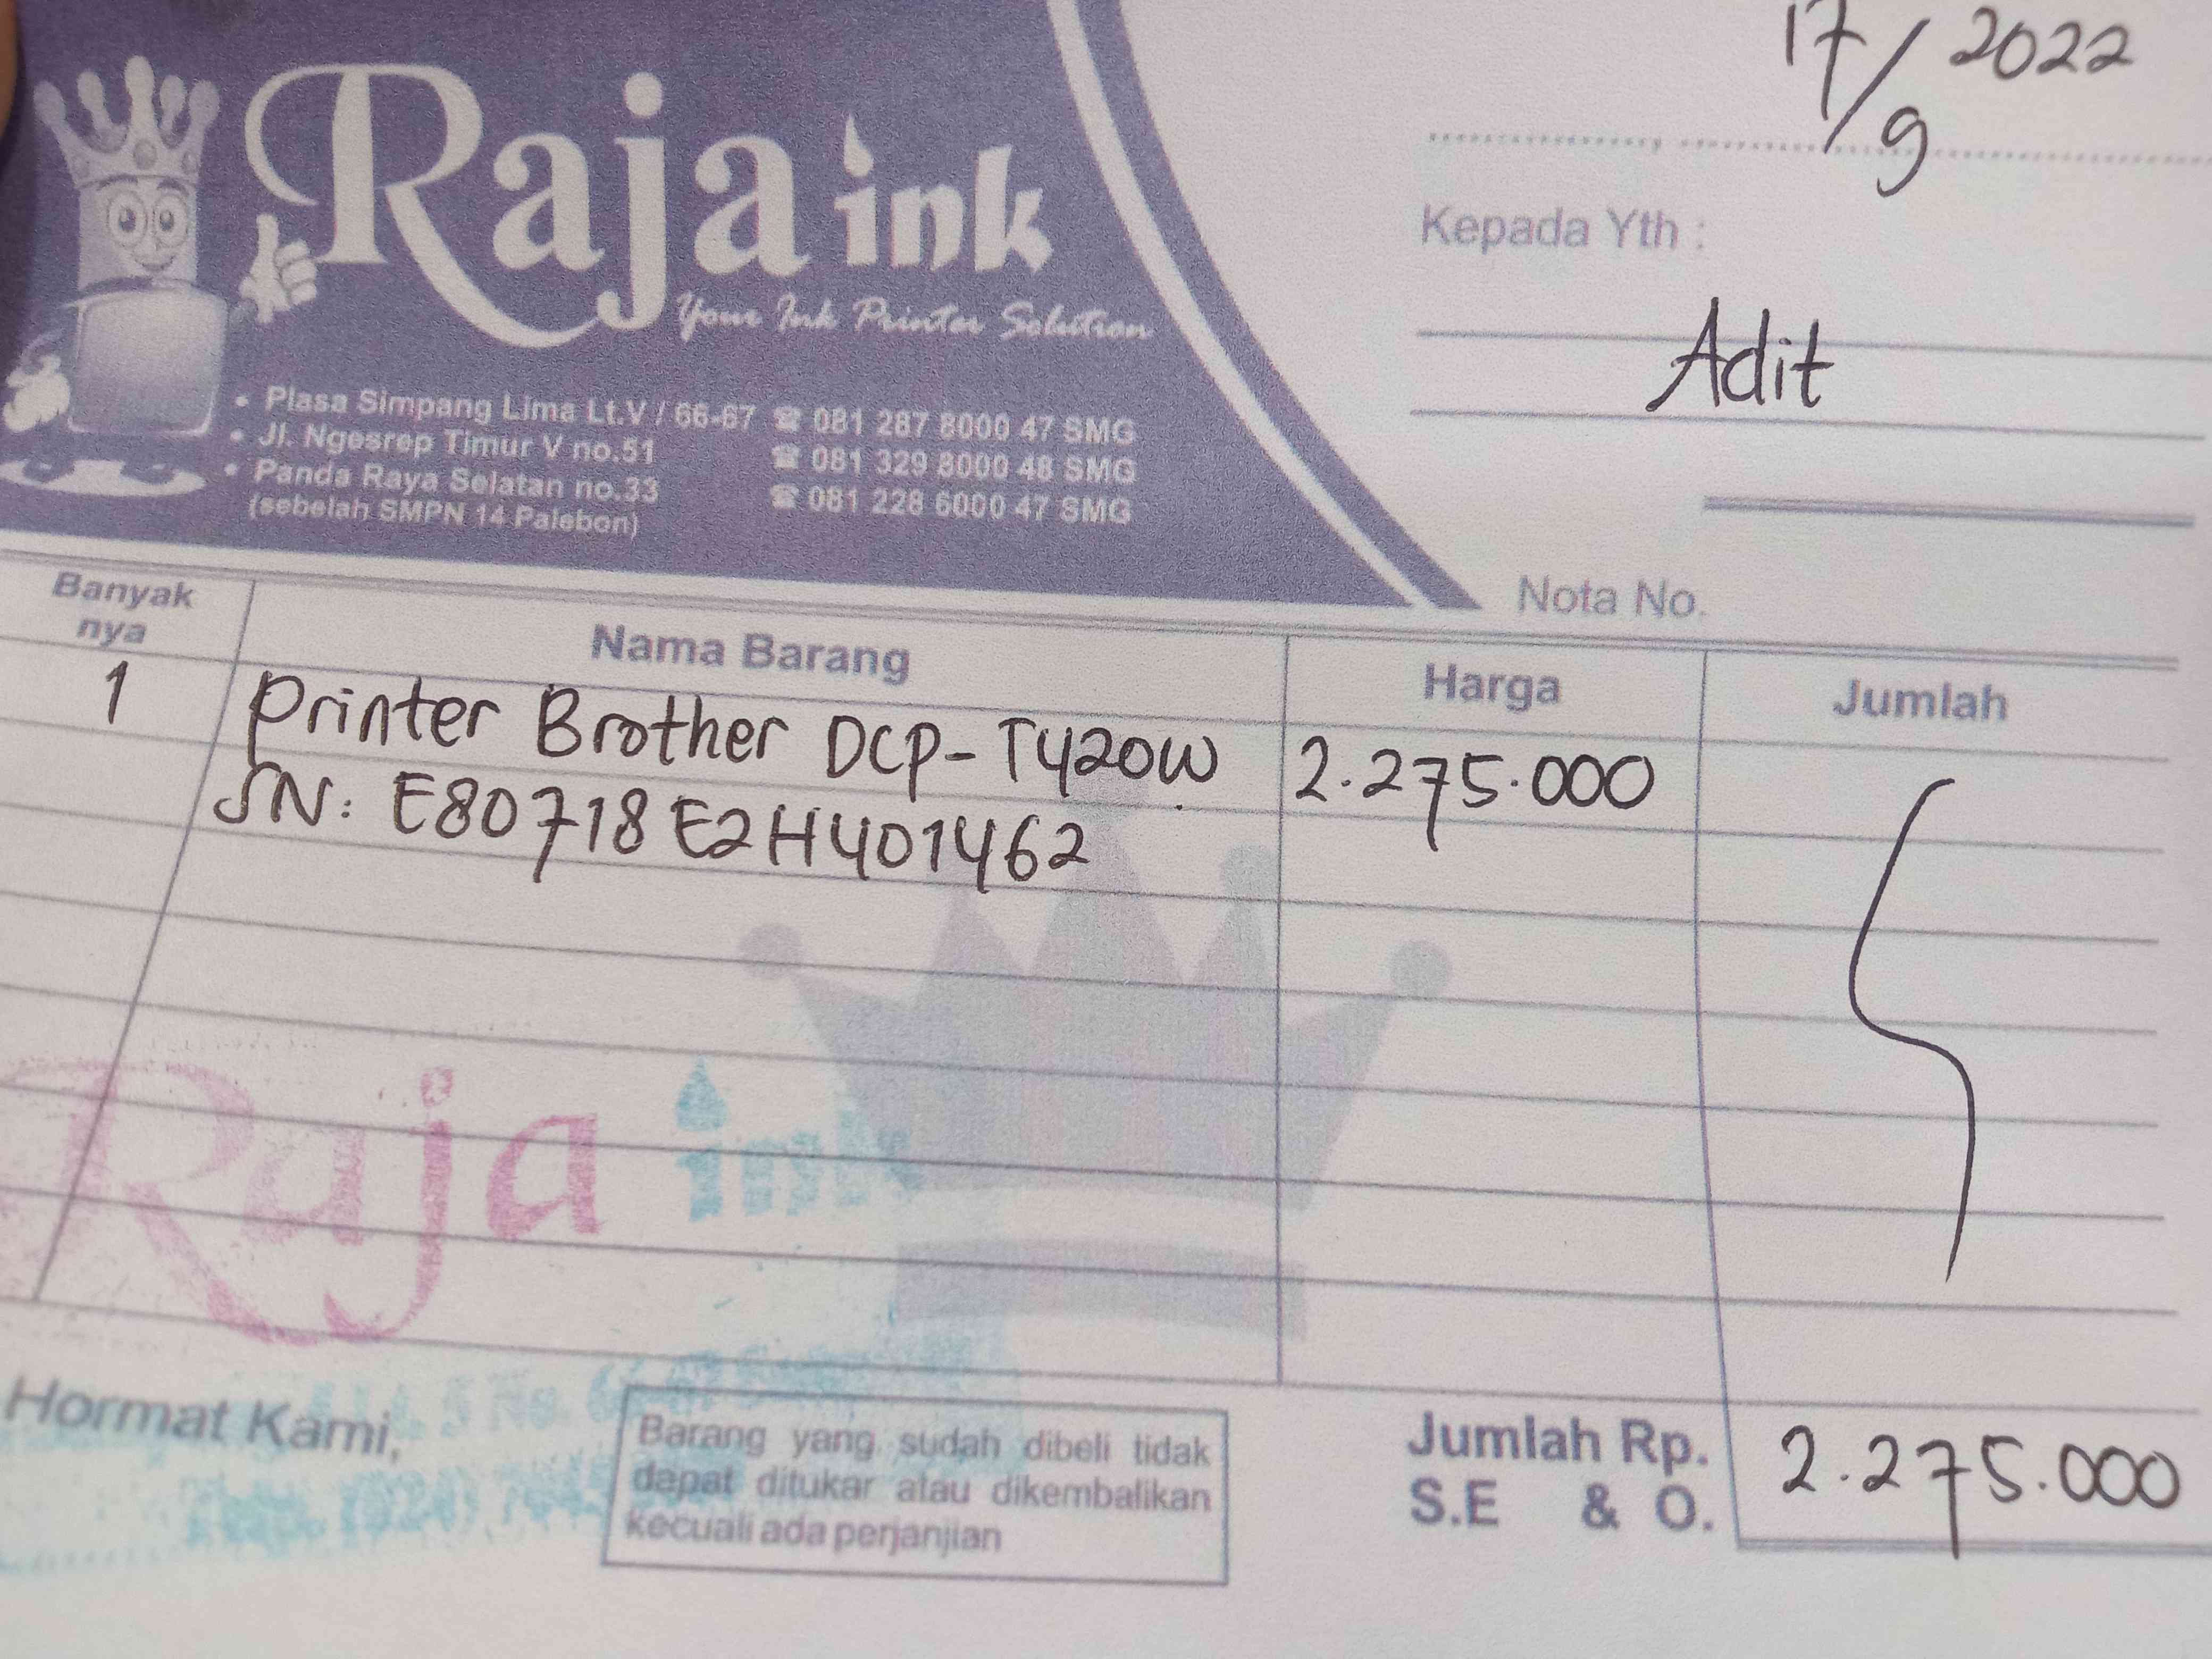 17/9 2022
Raja ink
Your Ink Printer Solution
Kepada Yth :
Adit
• Plasa Simpang Lima Lt.V / 66-67 ☎ 081 287 8000 47 SMG
• Jl. Ngesrep Timur V no.51 ☎ 081 329 8000 48 SMG
• Panda Raya Selatan no.33 ☎ 081 228 6000 47 SMG
(sebelah SMPN 14 Palebon)
Nota No.
Banyak nya Nama Barang Harga Jumlah
1 Printer Brother DCP-T420W 2.275.000
SN: E80718E2H401462
Raja ink
Hormat Kami,
Barang yang sudah dibeli tidak
dapat ditukar atau dikembalikan
kecuali ada perjanjian
Jumlah Rp. 2.275.000
S.E & O.